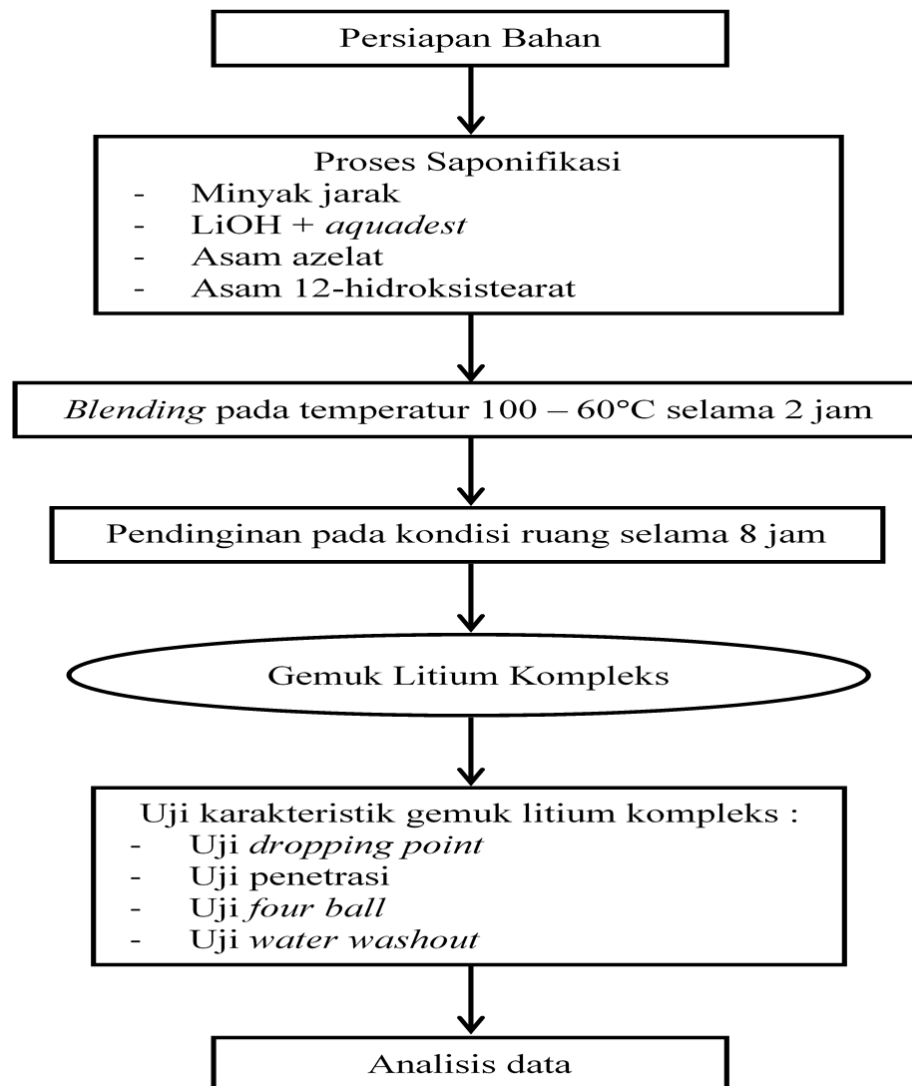 Persiapan Bahan
Proses Saponifikasi
- Minyak jarak
- LiOH + aquadest
- Asam azelat
- Asam 12-hidroksistearat
Blending pada temperatur 100 – 60°C selama 2 jam
Pendinginan pada kondisi ruang selama 8 jam
Gemuk Litium Kompleks
Uji karakteristik gemuk litium kompleks :
- Uji dropping point
- Uji penetrasi
- Uji four ball
- Uji water washout
Analisis data